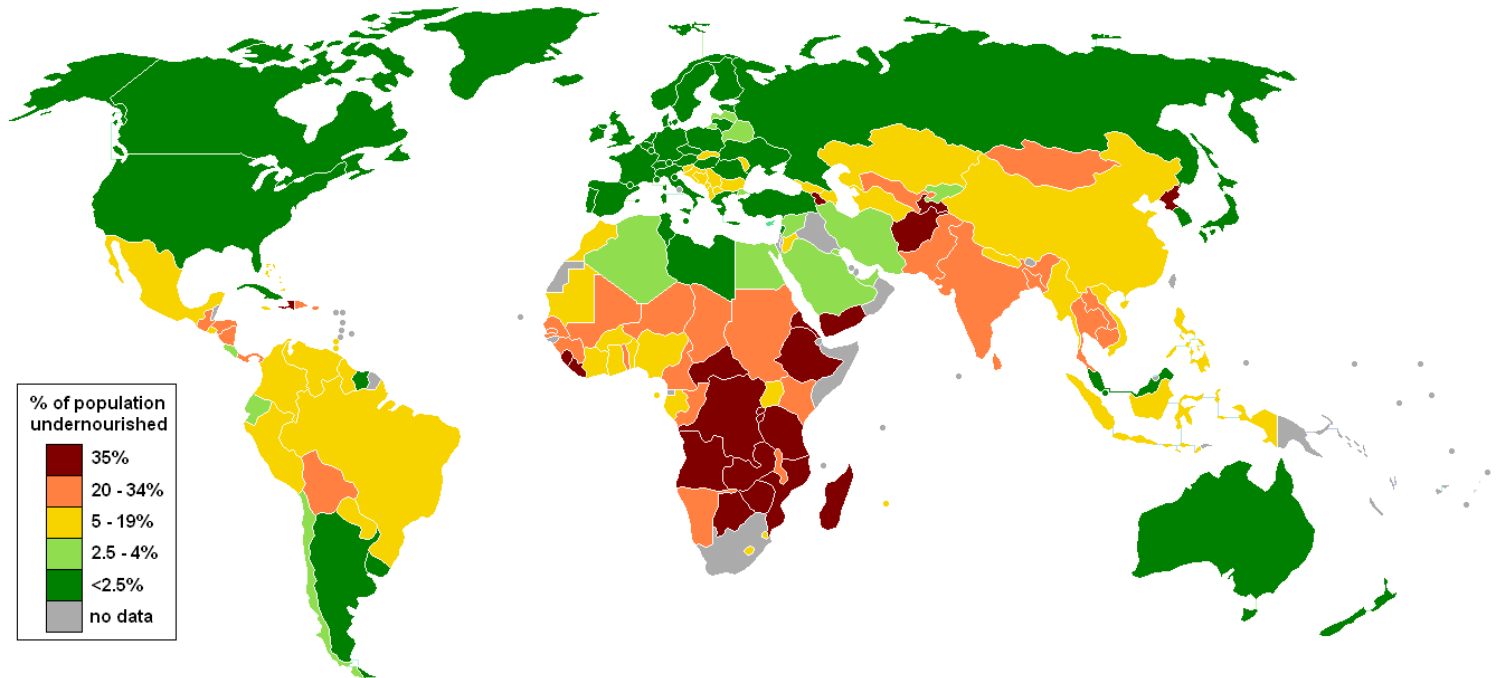 % of population
undernourished
35%
20 - 34%
5 - 19%
2.5 - 4%
<2.5%
no data